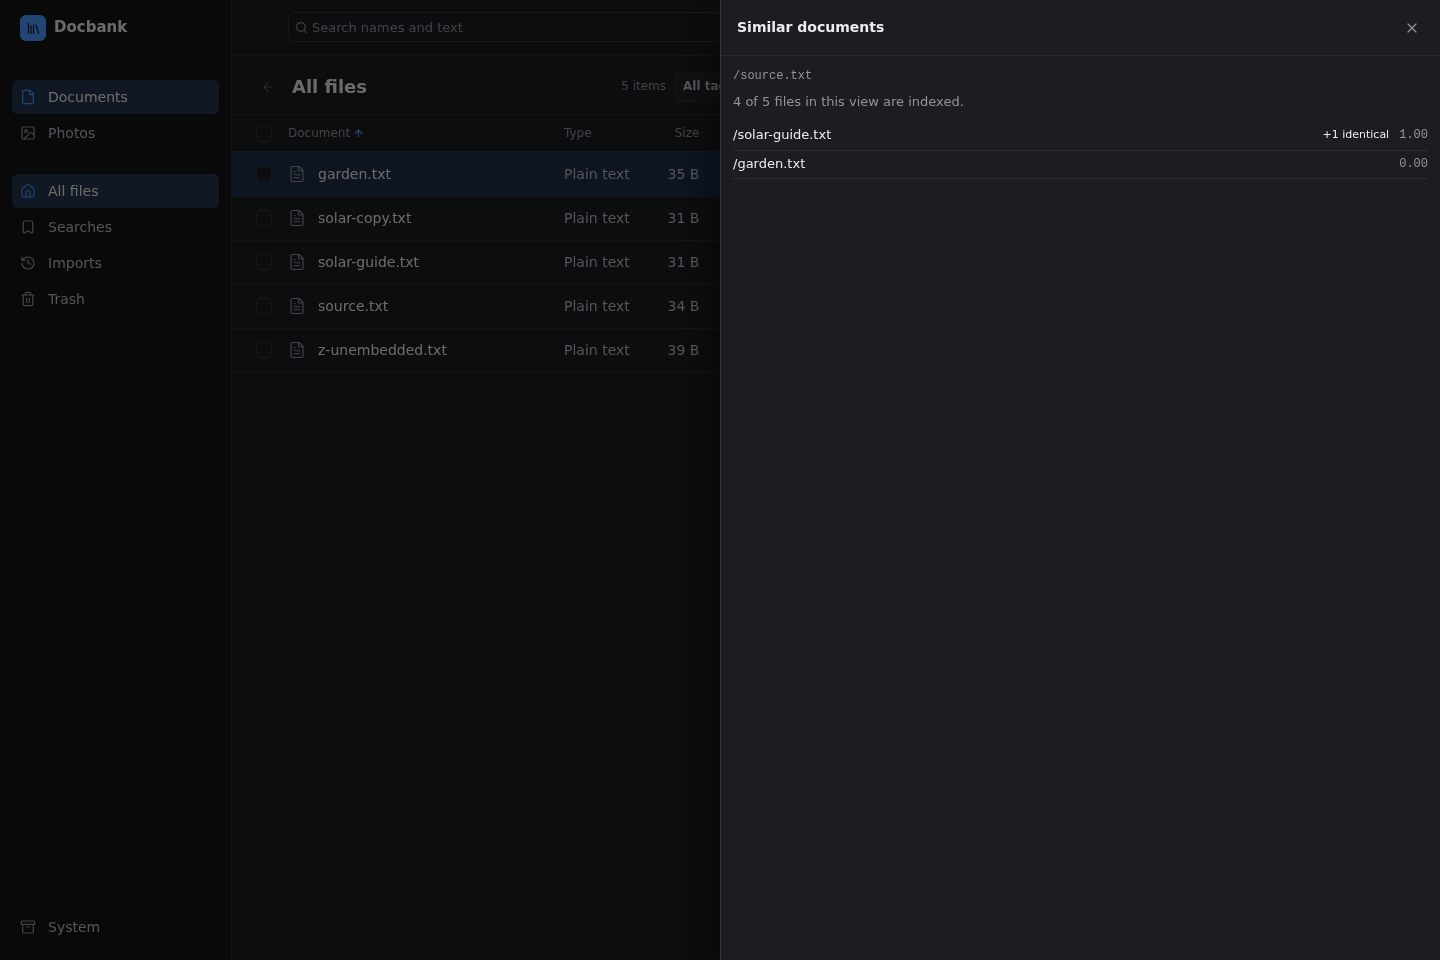 Docbank
Documents
Photos
All files
Searches
Imports
Trash
System
Search names and text
All files
5 items
All ta
Document Type Size
garden.txt Plain text 35 B
solar-copy.txt Plain text 31 B
solar-guide.txt Plain text 31 B
source.txt Plain text 34 B
z-unembedded.txt Plain text 39 B
Similar documents
/source.txt
4 of 5 files in this view are indexed.
/solar-guide.txt +1 identical 1.00
/garden.txt 0.00